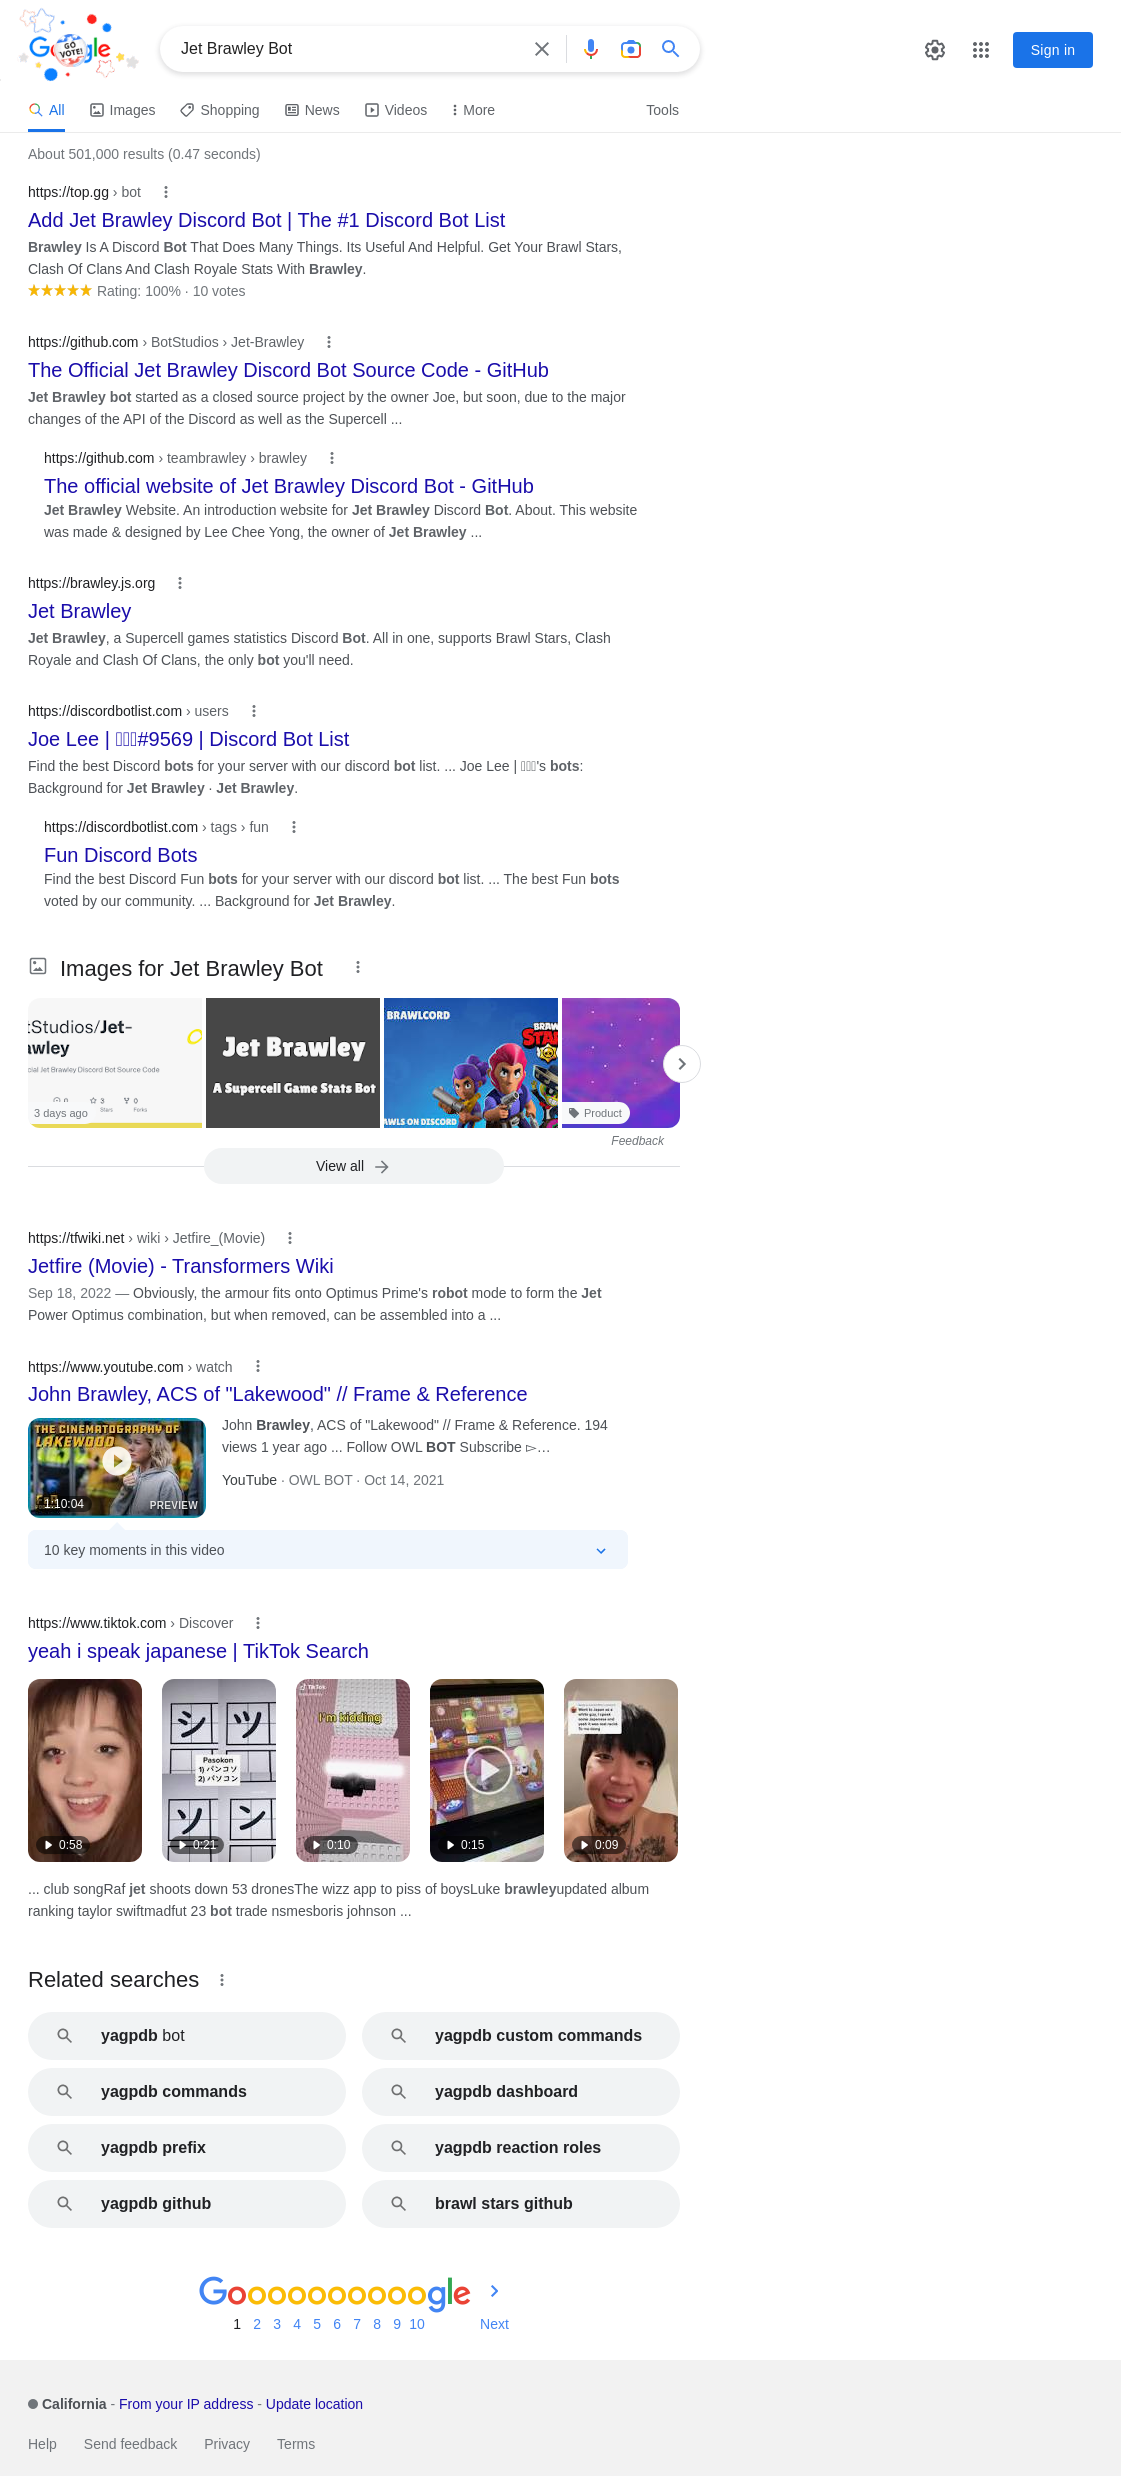 GO VOTE!
Jet Brawley Bot
Sign in
All
Images
Shopping
News
Videos
More
Tools
About 501,000 results (0.47 seconds)
https://top.gg › bot
Add Jet Brawley Discord Bot | The #1 Discord Bot List
Brawley Is A Discord Bot That Does Many Things. Its Useful And Helpful. Get Your Brawl Stars,
Clash Of Clans And Clash Royale Stats With Brawley.
Rating: 100% · 10 votes
https://github.com › BotStudios › Jet-Brawley
The Official Jet Brawley Discord Bot Source Code - GitHub
Jet Brawley bot started as a closed source project by the owner Joe, but soon, due to the major
changes of the API of the Discord as well as the Supercell ...
https://github.com › teambrawley › brawley
The official website of Jet Brawley Discord Bot - GitHub
Jet Brawley Website. An introduction website for Jet Brawley Discord Bot. About. This website
was made & designed by Lee Chee Yong, the owner of Jet Brawley ...
https://brawley.js.org
Jet Brawley
Jet Brawley, a Supercell games statistics Discord Bot. All in one, supports Brawl Stars, Clash
Royale and Clash Of Clans, the only bot you'll need.
https://discordbotlist.com › users
Joe Lee | #9569 | Discord Bot List
Find the best Discord bots for your server with our discord bot list. ... Joe Lee | 's bots:
Background for Jet Brawley · Jet Brawley.
https://discordbotlist.com › tags › fun
Fun Discord Bots
Find the best Discord Fun bots for your server with our discord bot list. ... The best Fun bots
voted by our community. ... Background for Jet Brawley.
Images for Jet Brawley Bot
tStudios/Jet-
awley
cial Jet Brawley Discord Bot Source Code
0 3 0
Stars Forks
3 days ago
Jet Brawley
A Supercell Game Stats Bot
BRAWLCORD
BRAW
STA
AWLS ON DISCORD
Product
Feedback
View all
https://tfwiki.net › wiki › Jetfire_(Movie)
Jetfire (Movie) - Transformers Wiki
Sep 18, 2022 — Obviously, the armour fits onto Optimus Prime's robot mode to form the Jet
Power Optimus combination, but when removed, can be assembled into a ...
https://www.youtube.com › watch
John Brawley, ACS of "Lakewood" // Frame & Reference
THE CINEMATOGRAPHY OF
LAKEWOOD
1:10:04
PREVIEW
John Brawley, ACS of "Lakewood" // Frame & Reference. 194
views 1 year ago ... Follow OWL BOT Subscribe ▻…
YouTube · OWL BOT · Oct 14, 2021
10 key moments in this video
https://www.tiktok.com › Discover
yeah i speak japanese | TikTok Search
0:58
シ ツ
Pasokon
1) パンコソ
2) パソコン
ソ ン
0:21
TikTok
I'm kidding
0:10
0:15
0:09
... club songRaf jet shoots down 53 dronesThe wizz app to piss of boysLuke brawleyupdated album
ranking taylor swiftmadfut 23 bot trade nsmesboris johnson ...
Related searches
yagpdb bot
yagpdb custom commands
yagpdb commands
yagpdb dashboard
yagpdb prefix
yagpdb reaction roles
yagpdb github
brawl stars github
Goooooooooogle
1 2 3 4 5 6 7 8 9 10 Next
California - From your IP address - Update location
Help Send feedback Privacy Terms